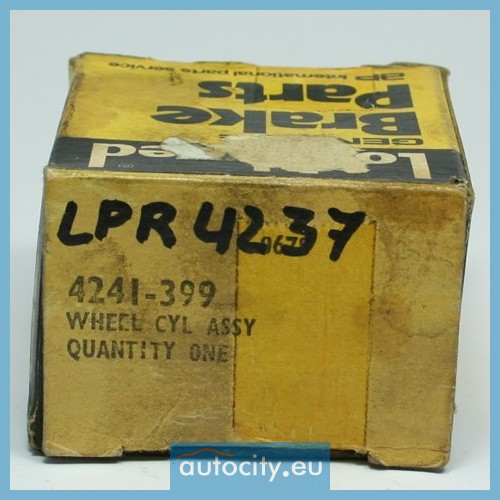 ap international parts service
Brake
Parts
LPR 4237
4241-399
WHEEL CYL ASSY
QUANTITY ONE
autocity.eu